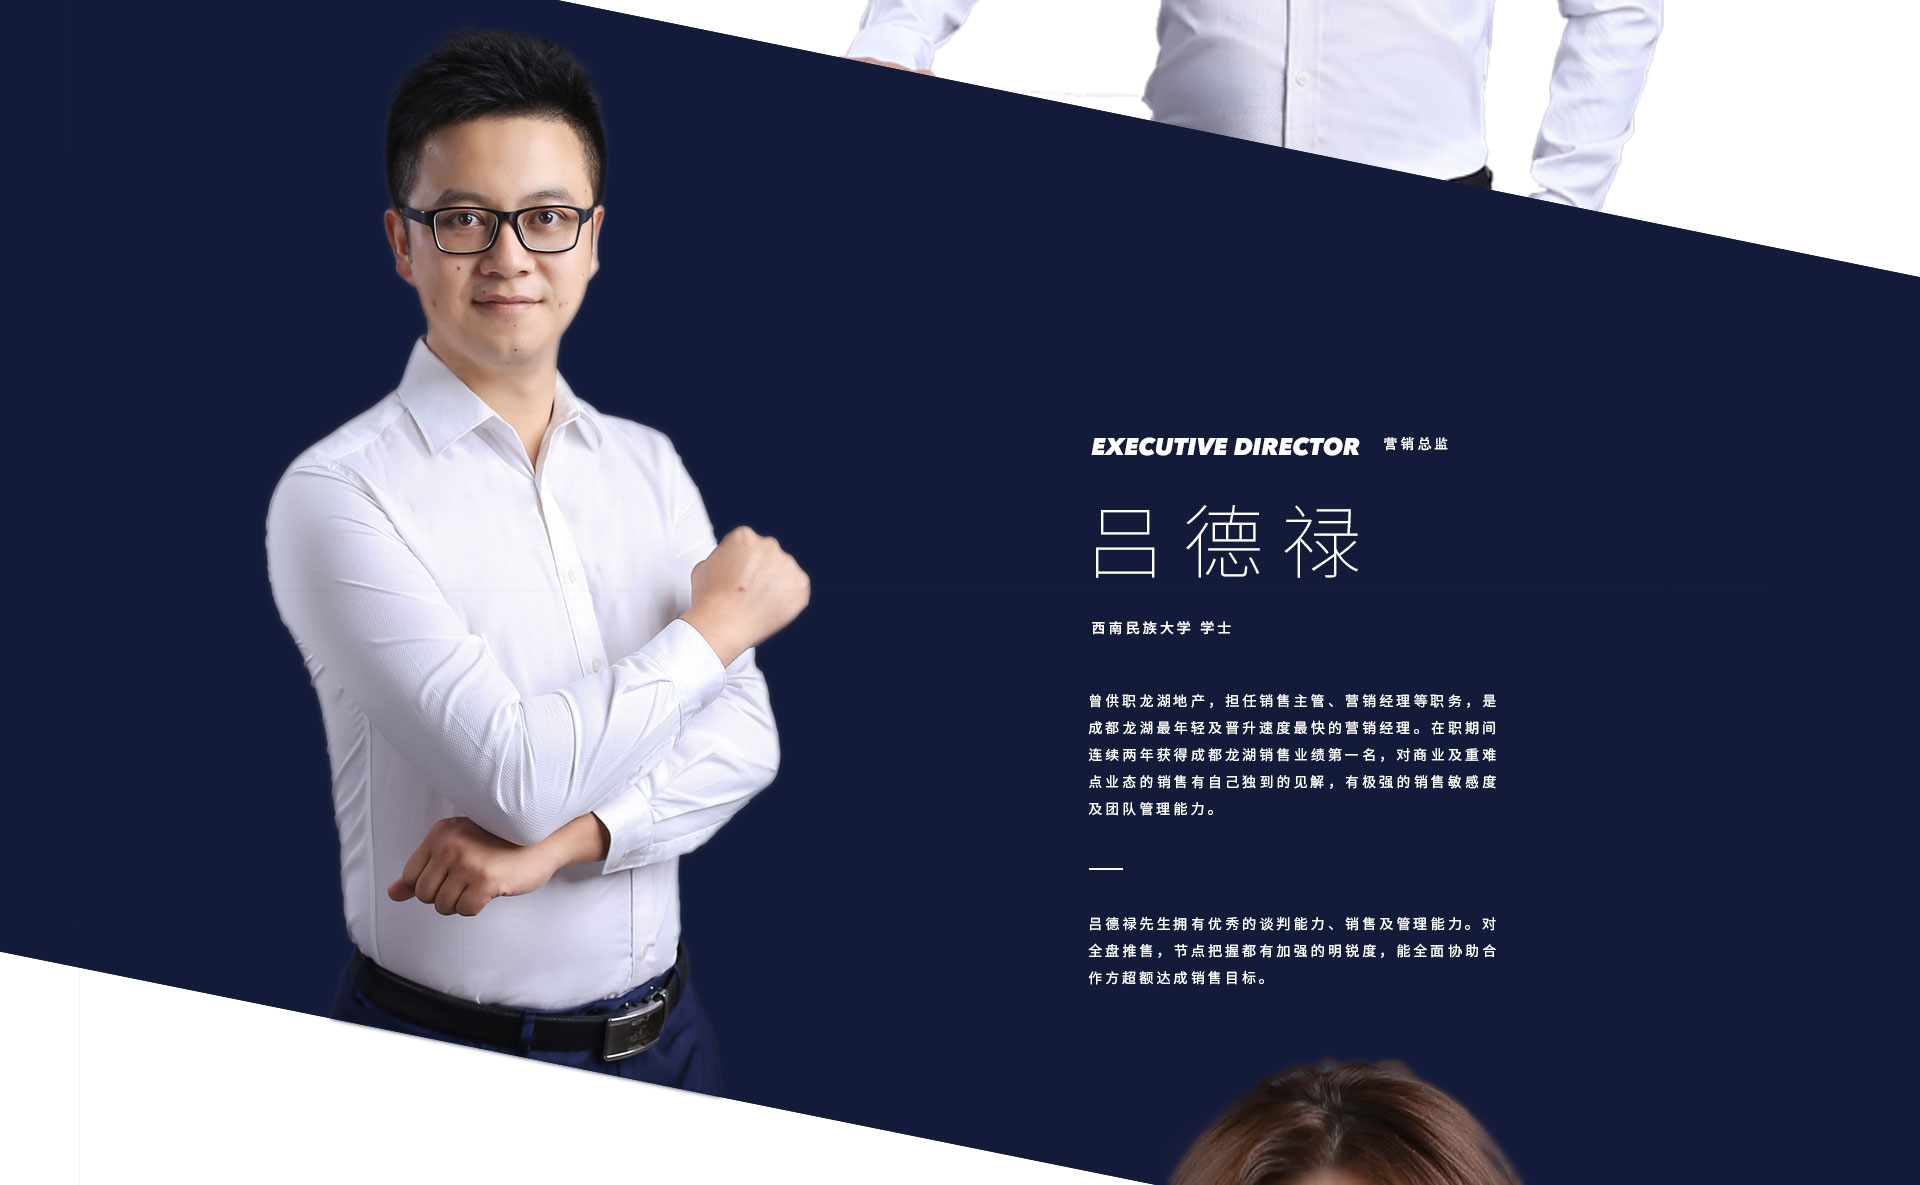 EXECUTIVE DIRECTOR 营销总监
吕德禄
西南民族大学 学士
曾供职龙湖地产，担任销售主管、营销经理等职务，是
成都龙湖最年轻及晋升速度最快的营销经理。在职期间
连续两年获得成都龙湖销售业绩第一名，对商业及重难
点业态的销售有自己独到的见解，有极强的销售敏感度
及团队管理能力。
吕德禄先生拥有优秀的谈判能力、销售及管理能力。对
全盘推售，节点把握都有加强的明锐度，能全面协助合
作方超额达成销售目标。